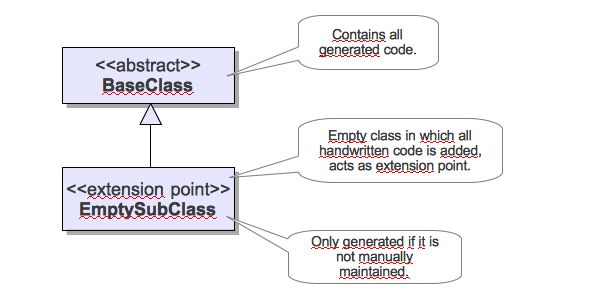 Contains all
generated code.
<<abstract>>
BaseClass
Empty class in which all
handwritten code is added,
acts as extension point.
<<extension point>>
EmptySubClass
Only generated if it is
not manually
maintained.